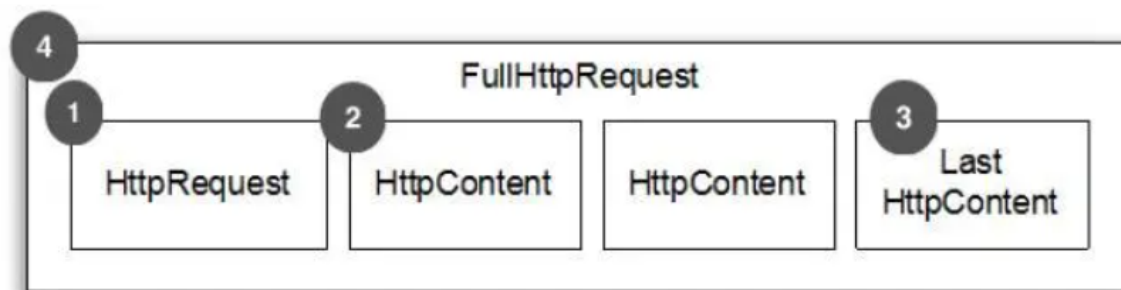 4
FullHttpRequest
1
2
3
HttpRequest
HttpContent
HttpContent
Last
HttpContent